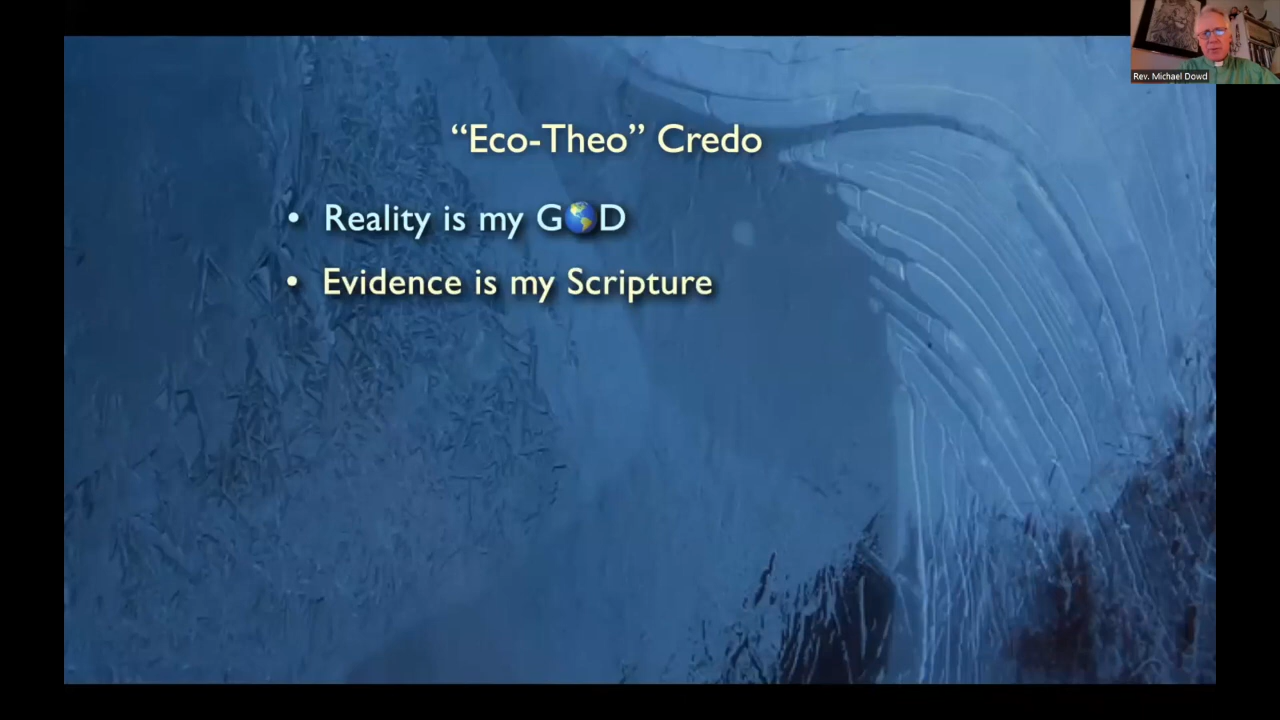 “Eco-Theo” Credo
• Reality is my G🌎D
• Evidence is my Scripture
Rev. Michael Dowd